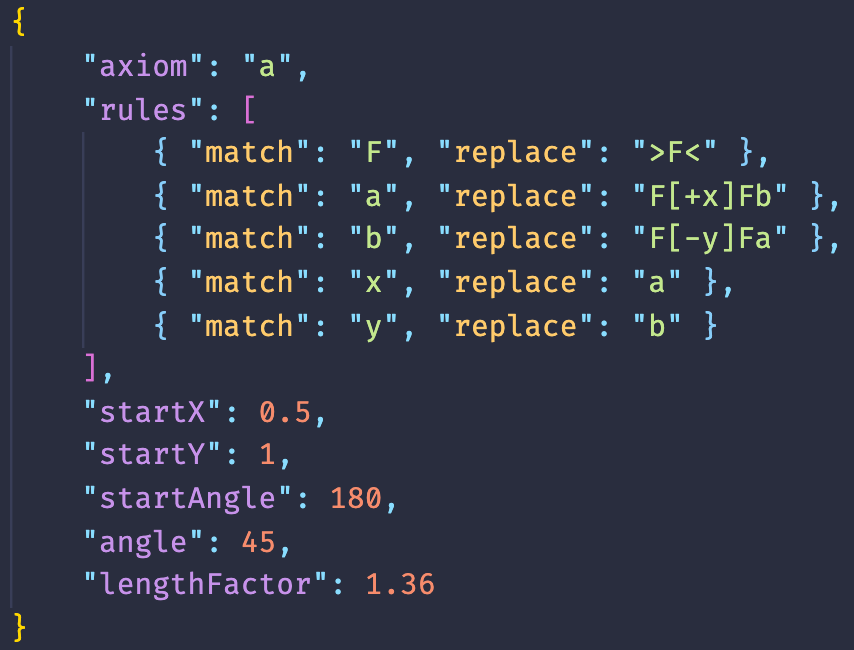 {
"axiom": "a",
"rules": [
{ "match": "F", "replace": ">F<" },
{ "match": "a", "replace": "F[+x]Fb" },
{ "match": "b", "replace": "F[-y]Fa" },
{ "match": "x", "replace": "a" },
{ "match": "y", "replace": "b" }
],
"startX": 0.5,
"startY": 1,
"startAngle": 180,
"angle": 45,
"lengthFactor": 1.36
}